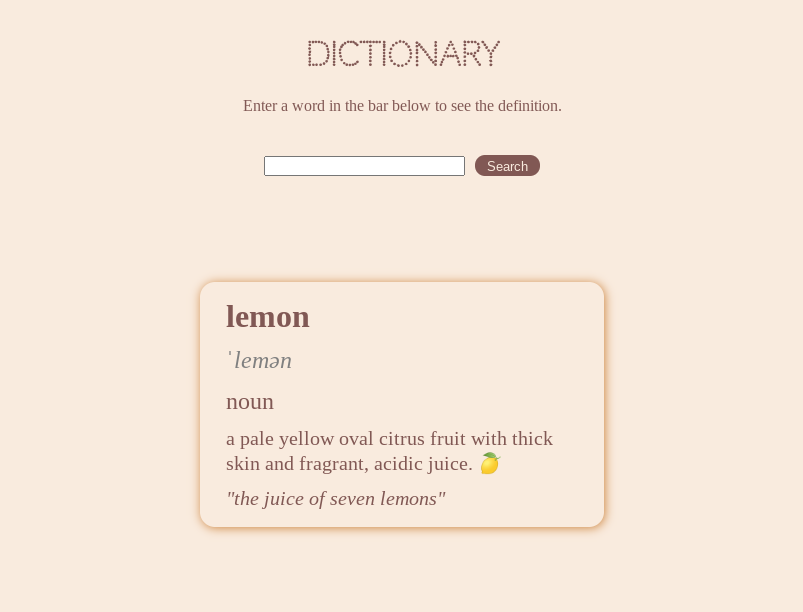 DICTIONARY
Enter a word in the bar below to see the definition.
Search
lemon
ˈlemən
noun
a pale yellow oval citrus fruit with thick
skin and fragrant, acidic juice. 🍋
"the juice of seven lemons"